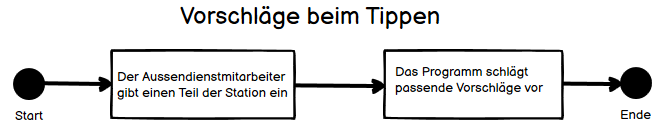 Vorschläge beim Tippen
Der Aussendienstmitarbeiter
gibt einen Teil der Station ein
Das Programm schlägt
passende Vorschläge vor
Start
Ende